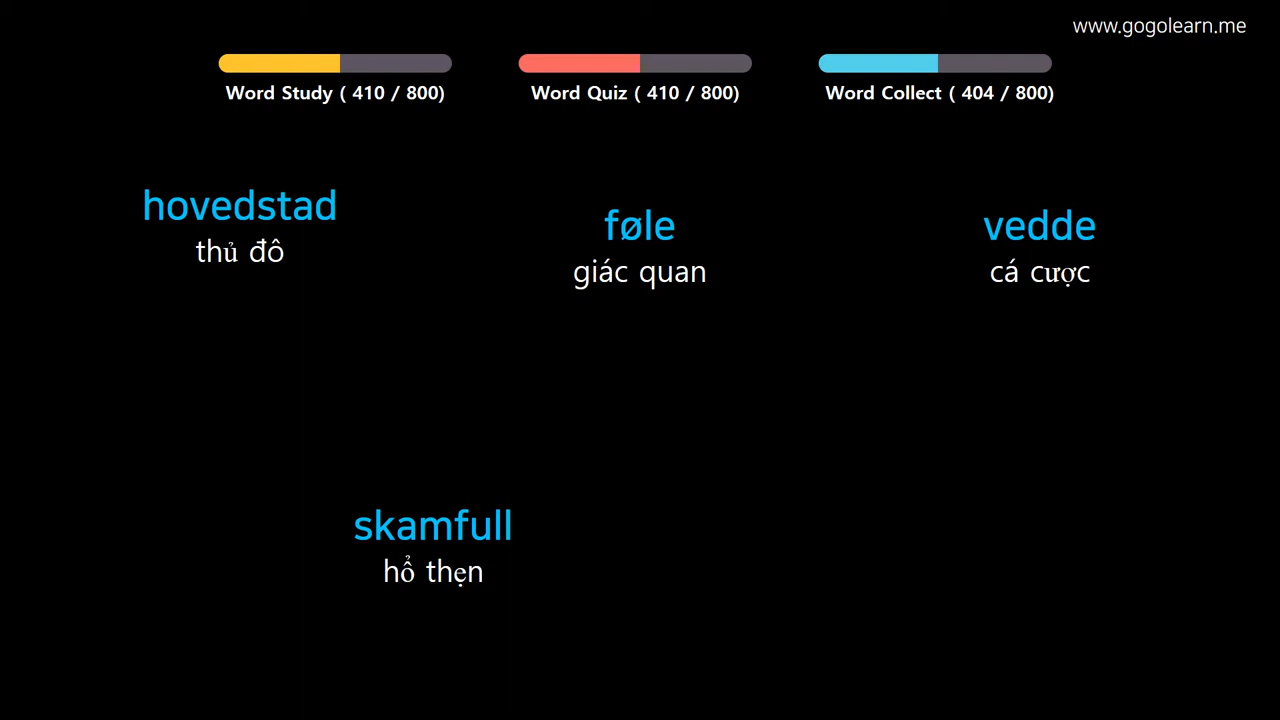 www.gogolearn.me
Word Study ( 410 / 800)
Word Quiz ( 410 / 800)
Word Collect ( 404 / 800)
hovedstad
thủ đô
føle
giác quan
vedde
cá cược
skamfull
hổ thẹn